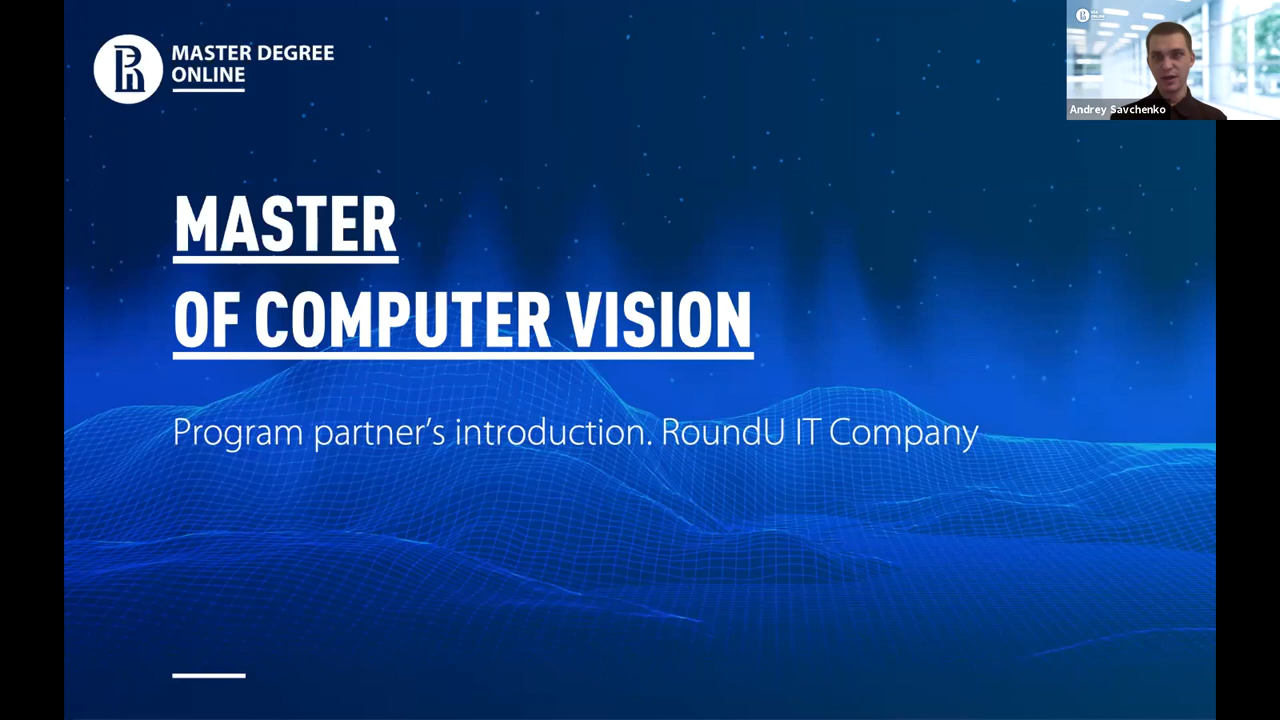 MASTER DEGREE
ONLINE
MASTER
OF COMPUTER VISION
Program partner's introduction. RoundU IT Company
Andrey Savchenko